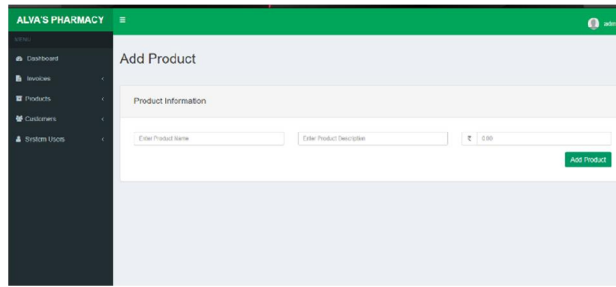 ALVA'S PHARMACY
MENU
Dashboard
Invoices
Products
Customers
System Users
Add Product
Product Information
Enter Product Name
Enter Product Description
₹
0.00
Add Product